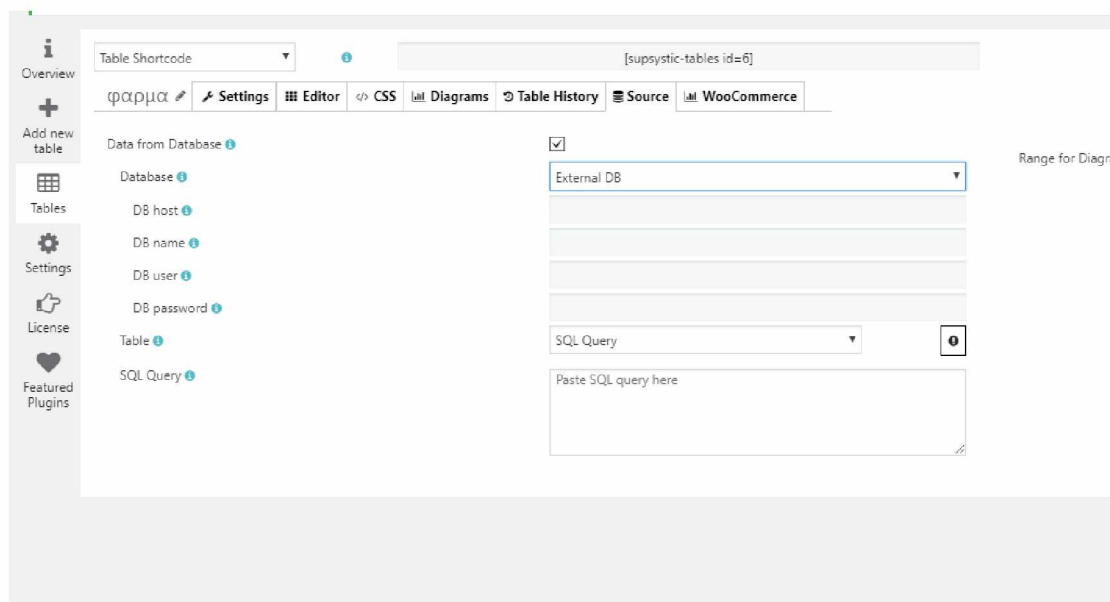 Overview
Add new
table
Tables
Settings
License
Featured
Plugins
Table Shortcode
[supsystic-tables id=6]
φαρμα Settings Editor </> CSS Diagrams Table History Source WooCommerce
Data from Database
Range for Diagr
Database External DB
DB host
DB name
DB user
DB password
Table SQL Query
SQL Query Paste SQL query here